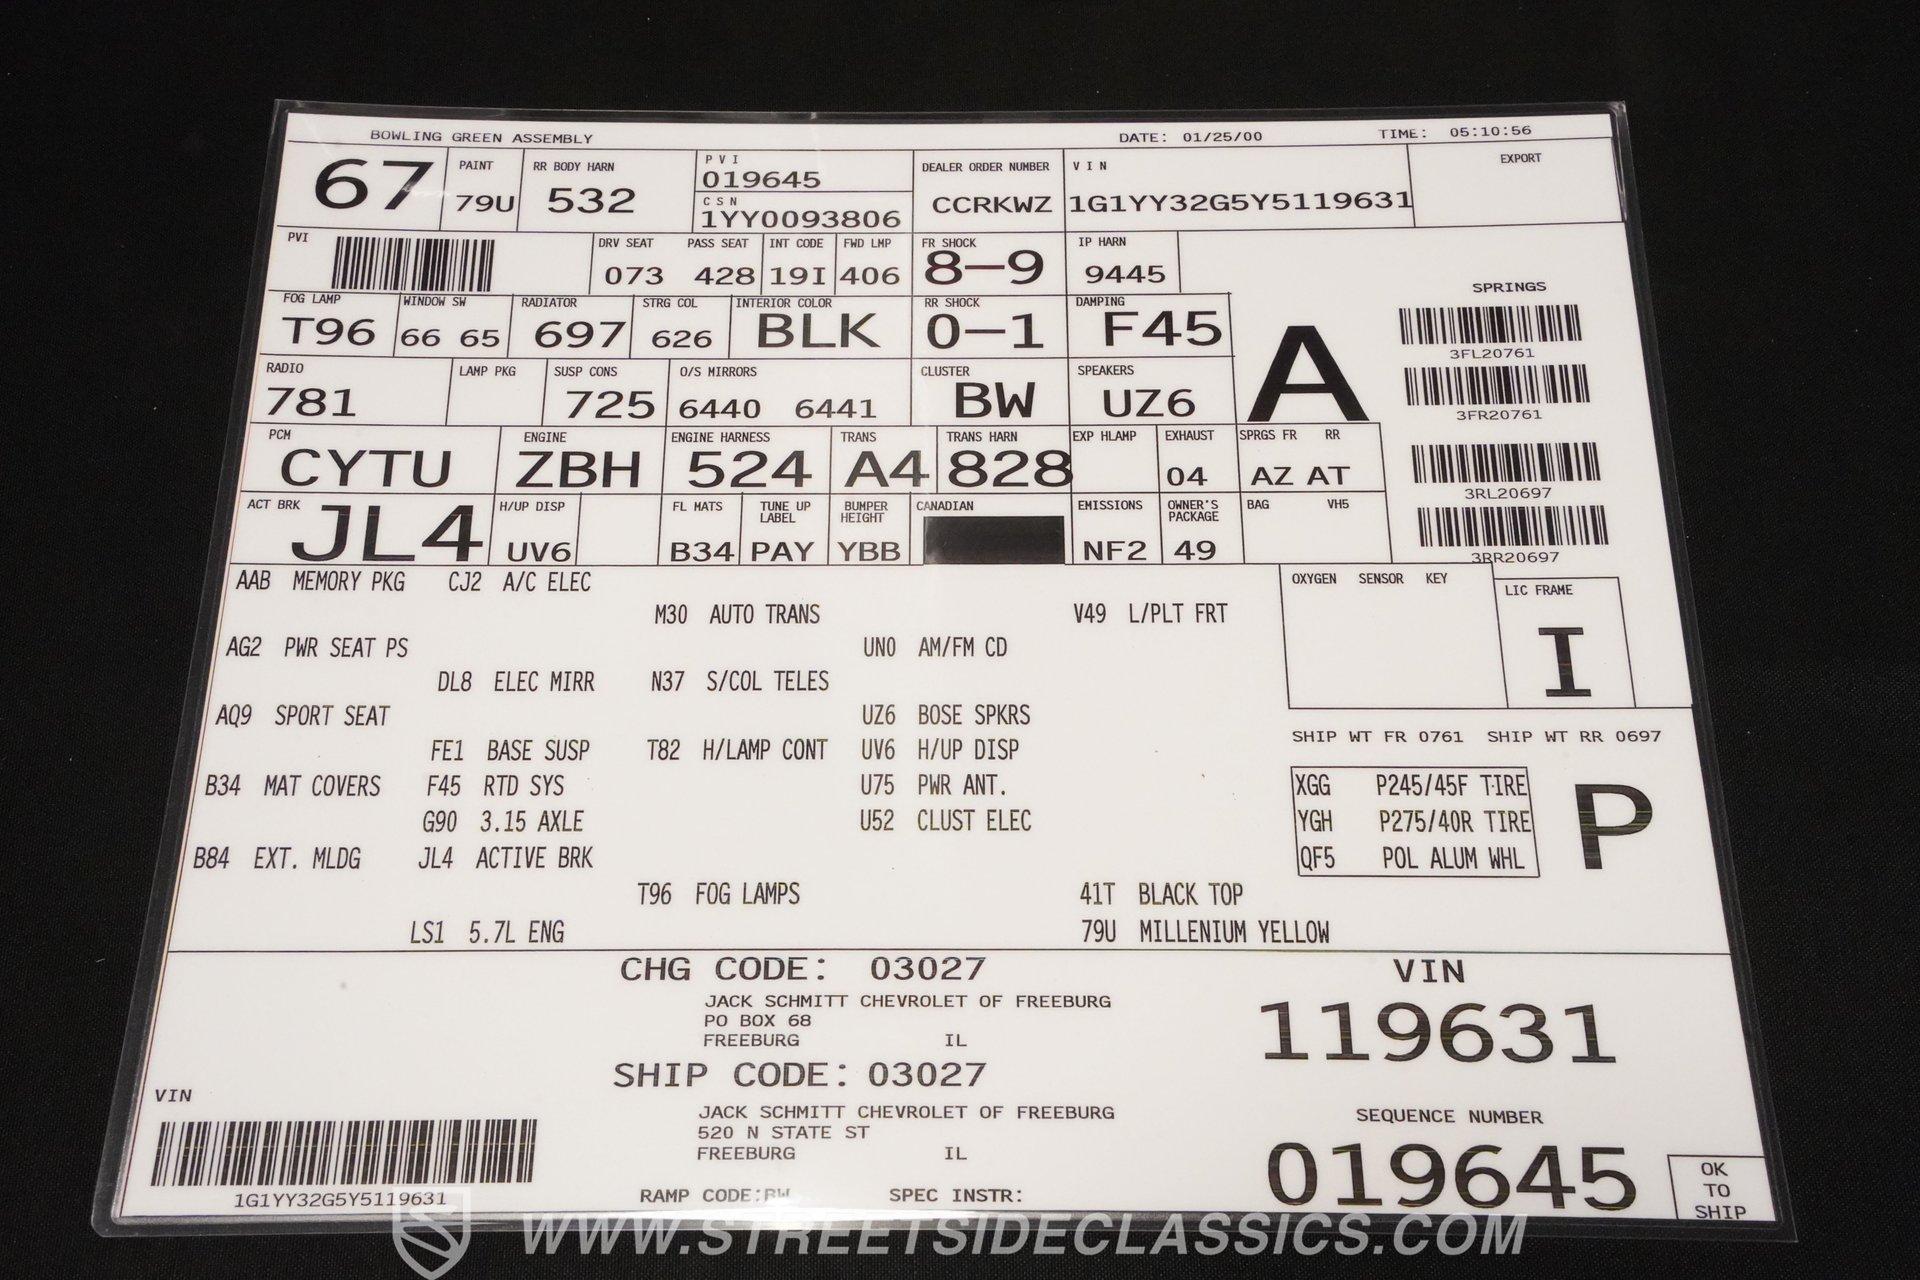 BOWLING GREEN ASSEMBLY DATE: 01/25/00 TIME: 05:10:56
67 PAINT 79U RR BODY HARN 532 PVI 019645 DEALER ORDER NUMBER CCRKWZ VIN 1G1YY32G5Y5119631 EXPORT
CSN 1YY0093806
PVI DRV SEAT 073 PASS SEAT 428 INT CODE 19I FWD LMP 406 FR SHOCK 8-9 IP HARN 9445
FOG LAMP T96 WINDOW SW 66 65 RADIATOR 697 STRG COL 626 INTERIOR COLOR BLK RR SHOCK 0-1 DAMPING F45
A
SPRINGS
3FL20761
3FR20761
3RL20697
3RR20697
RADIO 781 LAMP PKG SUSP CONS 725 O/S MIRRORS 6440 6441 CLUSTER BW SPEAKERS UZ6
PCM CYTU ENGINE ZBH ENGINE HARNESS 524 TRANS A4 TRANS HARN 828 EXP HLAMP EXHAUST 04 SPRGS FR RR AZ AT
ACT BRK JL4 H/UP DISP UV6 FL MATS B34 TUNE UP LABEL PAY BUMPER HEIGHT YBB CANADIAN EMISSIONS NF2 OWNER'S PACKAGE 49 BAG VH5
AAB MEMORY PKG CJ2 A/C ELEC
M30 AUTO TRANS V49 L/PLT FRT
AG2 PWR SEAT PS UN0 AM/FM CD
DL8 ELEC MIRR N37 S/COL TELES
AQ9 SPORT SEAT UZ6 BOSE SPKRS
FE1 BASE SUSP T82 H/LAMP CONT UV6 H/UP DISP
B34 MAT COVERS F45 RTD SYS U75 PWR ANT.
G90 3.15 AXLE U52 CLUST ELEC
B84 EXT. MLDG JL4 ACTIVE BRK
T96 FOG LAMPS 41T BLACK TOP
LS1 5.7L ENG 79U MILLENIUM YELLOW
OXYGEN SENSOR KEY
LIC FRAME
I
SHIP WT FR 0761 SHIP WT RR 0697
XGG P245/45F TIRE
YGH P275/40R TIRE
QF5 POL ALUM WHL
P
CHG CODE: 03027
JACK SCHMITT CHEVROLET OF FREEBURG
PO BOX 68
FREEBURG IL
SHIP CODE: 03027
JACK SCHMITT CHEVROLET OF FREEBURG
520 N STATE ST
FREEBURG IL
RAMP CODE:BW SPEC INSTR:
VIN
119631
SEQUENCE NUMBER
019645
OK
TO
SHIP
VIN
1G1YY32G5Y5119631
WWW.STREETSIDECLASSICS.COM